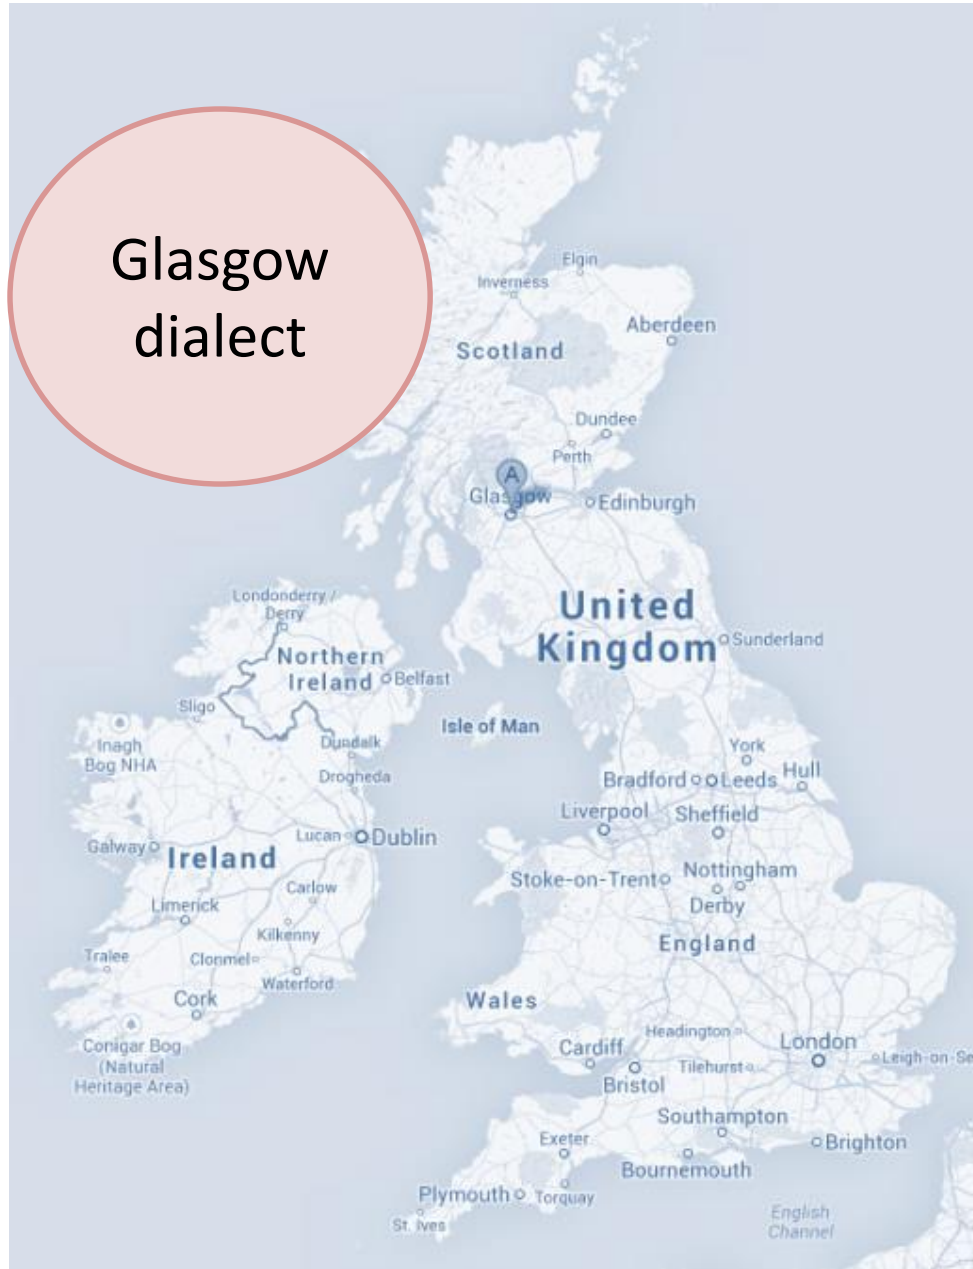 Glasgow
dialect
Elgin
Inverness
Aberdeen
Scotland
Dundee
Perth
A
Glasgow
Edinburgh
Londonderry /
Derry
United
Kingdom
Sunderland
Northern
Ireland
Belfast
Sligo
Isle of Man
Inagh
Bog NHA
Dundalk
York
Drogheda
Bradford
Leeds
Hull
Liverpool
Sheffield
Lucan
Dublin
Galway
Ireland
Stoke-on-Trent
Nottingham
Carlow
Limerick
Derby
Kilkenny
England
Tralee
Clonmel
Waterford
Cork
Wales
Headington
Conigar Bog
(Natural
Heritage Area)
Cardiff
London
Leigh-on-Se
Tilehurst
Bristol
Southampton
Exeter
Brighton
Bournemouth
Plymouth
Torquay
St. Ives
English
Channel